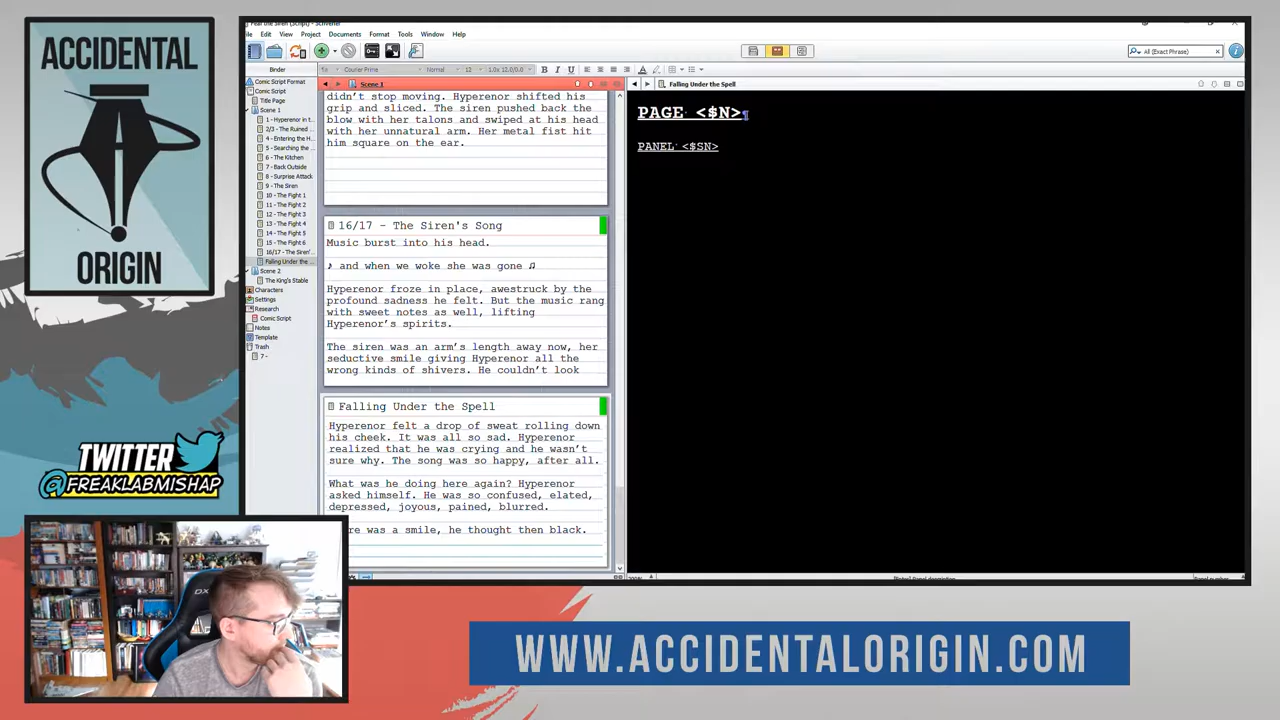 ACCIDENTAL
ORIGIN
TWITTER
@FREAKLABMISHAP
WWW.ACCIDENTALORIGIN.COM
Edit View Project Documents Format Tools Window Help
All (Exact Phrase)
Courier Prime Normal 12 1.0x 12.0/0.0 B I U
Binder
Comic Script Format
Comic Script
Title Page
Scene 1
1 - Hyperenor in t...
2/3 - The Ruined ...
4 - Entering the H...
5 - Searching the ...
6 - The Kitchen
7 - Back Outside
8 - Surprise Attack
9 - The Siren
10 - The Fight 1
11 - The Fight 2
12 - The Fight 3
13 - The Fight 4
14 - The Fight 5
15 - The Fight 6
16/17 - The Siren'...
Falling Under the ...
Scene 2
The King's Stable
Characters
Settings
Research
Comic Script
Notes
Template
Trash
7 -
Scene 1
didn't stop moving. Hyperenor shifted his
grip and sliced. The siren pushed back the
blow with her talons and swiped at his head
with her unnatural arm. Her metal fist hit
him square on the ear.
16/17 - The Siren's Song
Music burst into his head.
♪ and when we woke she was gone ♫
Hyperenor froze in place, awestruck by the
profound sadness he felt. But the music rang
with sweet notes as well, lifting
Hyperenor's spirits.
The siren was an arm's length away now, her
seductive smile giving Hyperenor all the
wrong kinds of shivers. He couldn't look
Falling Under the Spell
Hyperenor felt a drop of sweat rolling down
his cheek. It was all so sad. Hyperenor
realized that he was crying and he wasn't
sure why. The song was so happy, after all.
What was he doing here again? Hyperenor
asked himself. He was so confused, elated,
depressed, joyous, pained, blurred.
was a smile, he thought then black.
Falling Under the Spell
PAGE <$N>¶
PANEL <$SN>